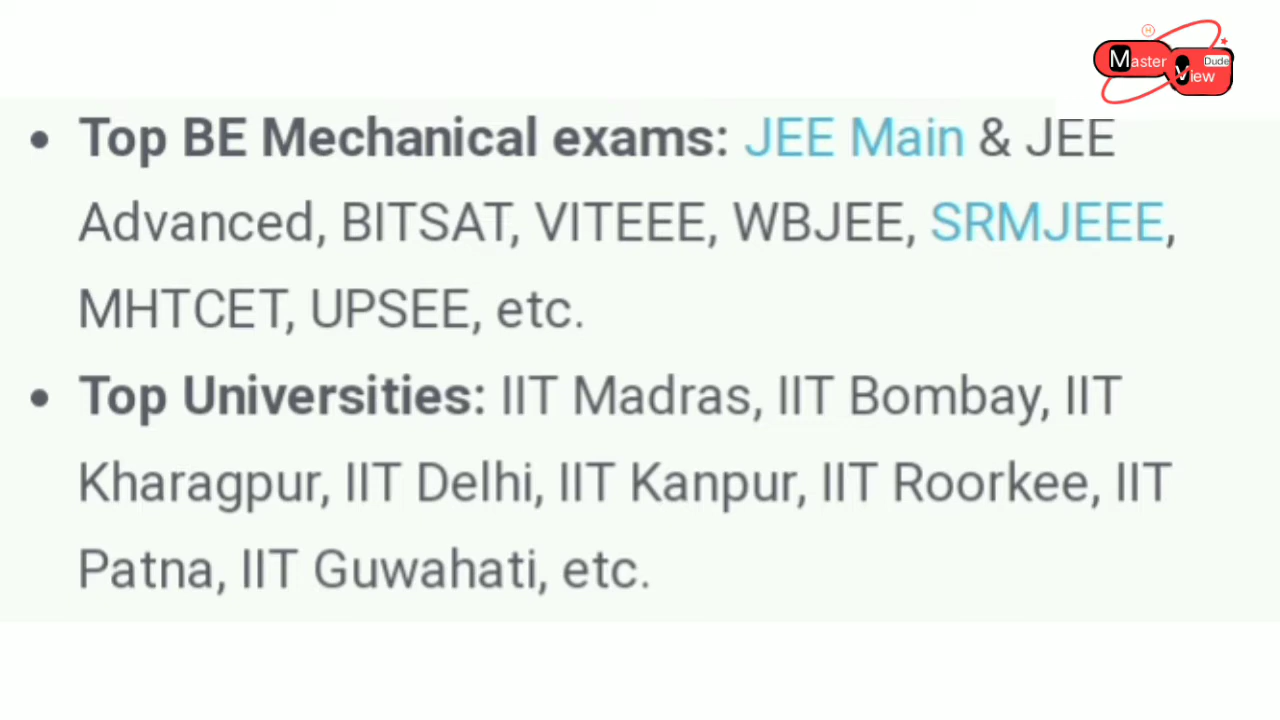 Master
View
Dude
• Top BE Mechanical exams: JEE Main & JEE
Advanced, BITSAT, VITEEE, WBJEE, SRMJEEE,
MHTCET, UPSEE, etc.
• Top Universities: IIT Madras, IIT Bombay, IIT
Kharagpur, IIT Delhi, IIT Kanpur, IIT Roorkee, IIT
Patna, IIT Guwahati, etc.